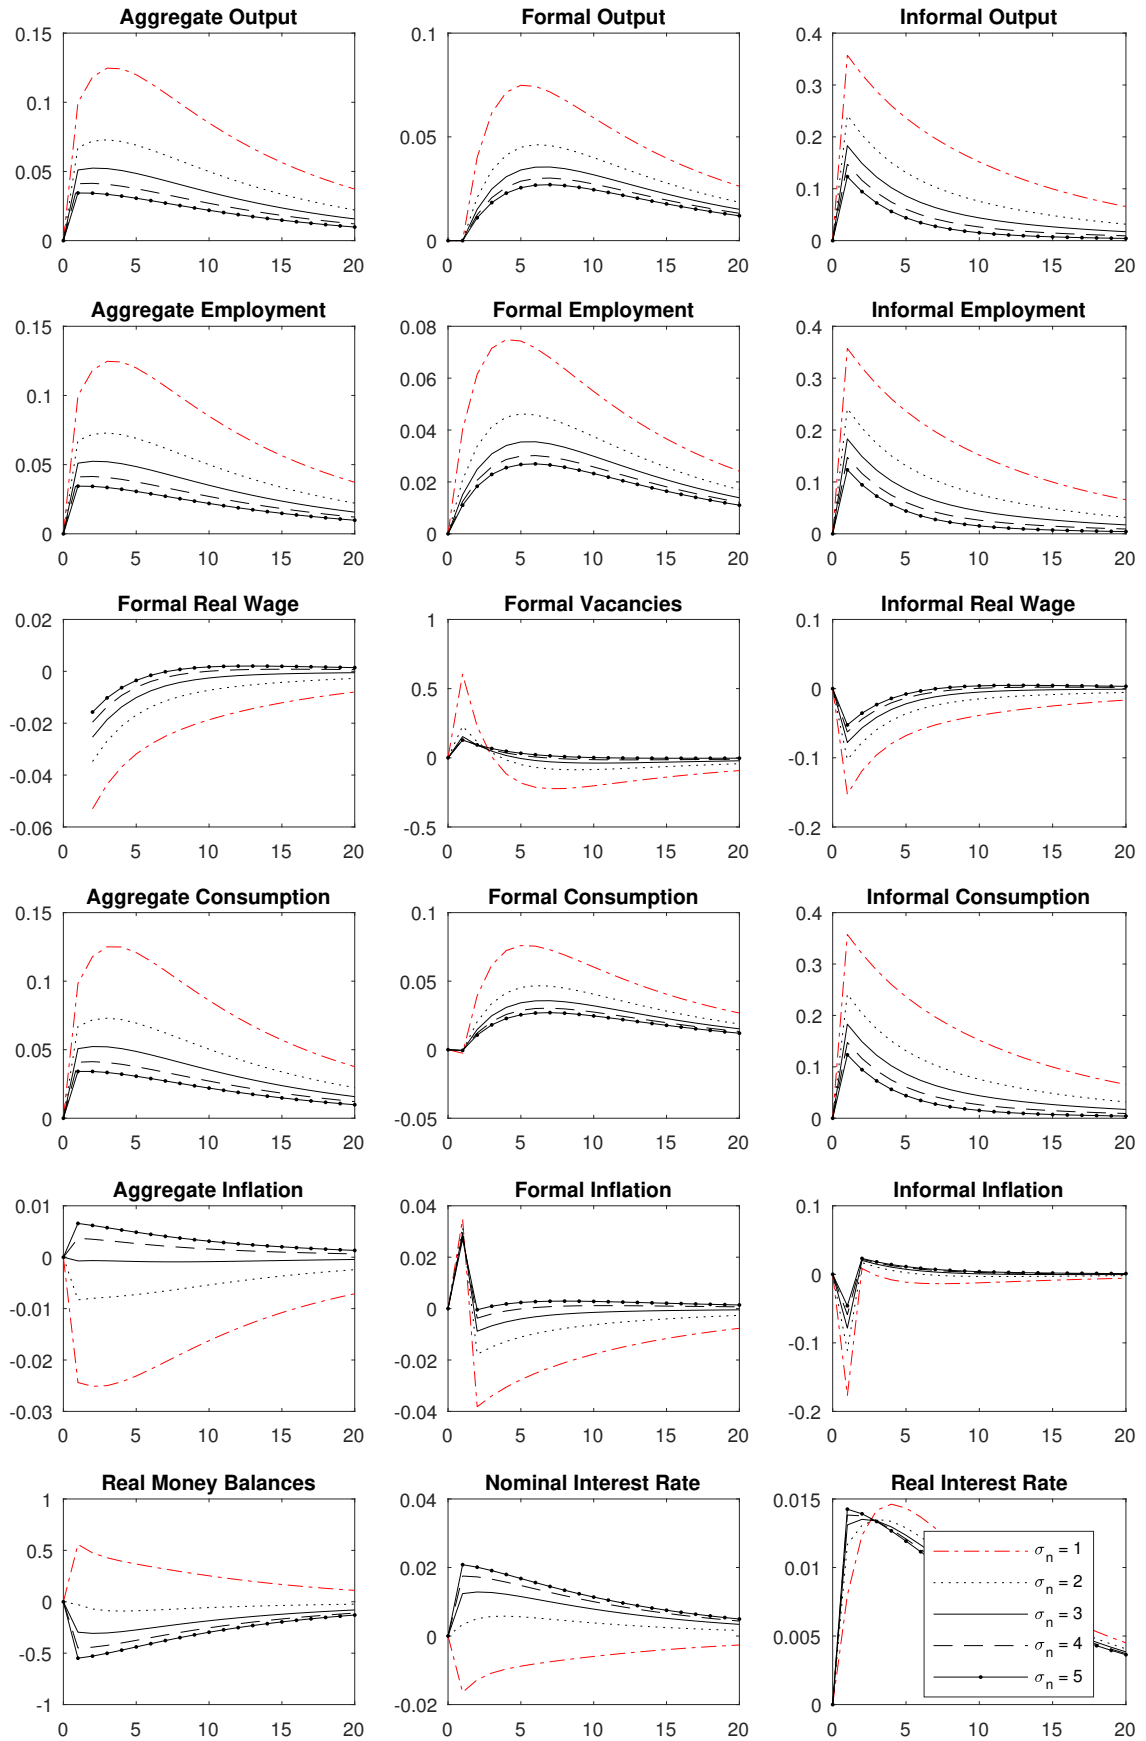 Aggregate Output
Formal Output
Informal Output
0.15
0.1
0.05
0
0 5 10 15 20
0.1
0.05
0
0 5 10 15 20
0.4
0.3
0.2
0.1
0
0 5 10 15 20
Aggregate Employment
Formal Employment
Informal Employment
0.15
0.1
0.05
0
0 5 10 15 20
0.08
0.06
0.04
0.02
0
0 5 10 15 20
0.4
0.3
0.2
0.1
0
0 5 10 15 20
Formal Real Wage
Formal Vacancies
Informal Real Wage
0.02
0
-0.02
-0.04
-0.06
0 5 10 15 20
1
0.5
0
-0.5
0 5 10 15 20
0.1
0
-0.1
-0.2
0 5 10 15 20
Aggregate Consumption
Formal Consumption
Informal Consumption
0.15
0.1
0.05
0
0 5 10 15 20
0.1
0.05
0
-0.05
0 5 10 15 20
0.4
0.3
0.2
0.1
0
0 5 10 15 20
Aggregate Inflation
Formal Inflation
Informal Inflation
0.01
0
-0.01
-0.02
-0.03
0 5 10 15 20
0.04
0.02
0
-0.02
-0.04
0 5 10 15 20
0.1
0
-0.1
-0.2
0 5 10 15 20
Real Money Balances
Nominal Interest Rate
Real Interest Rate
1
0.5
0
-0.5
-1
0 5 10 15 20
0.04
0.02
0
-0.02
0 5 10 15 20
0.015
0.01
0.005
0
0 5 10 15 20
σn = 1
σn = 2
σn = 3
σn = 4
σn = 5